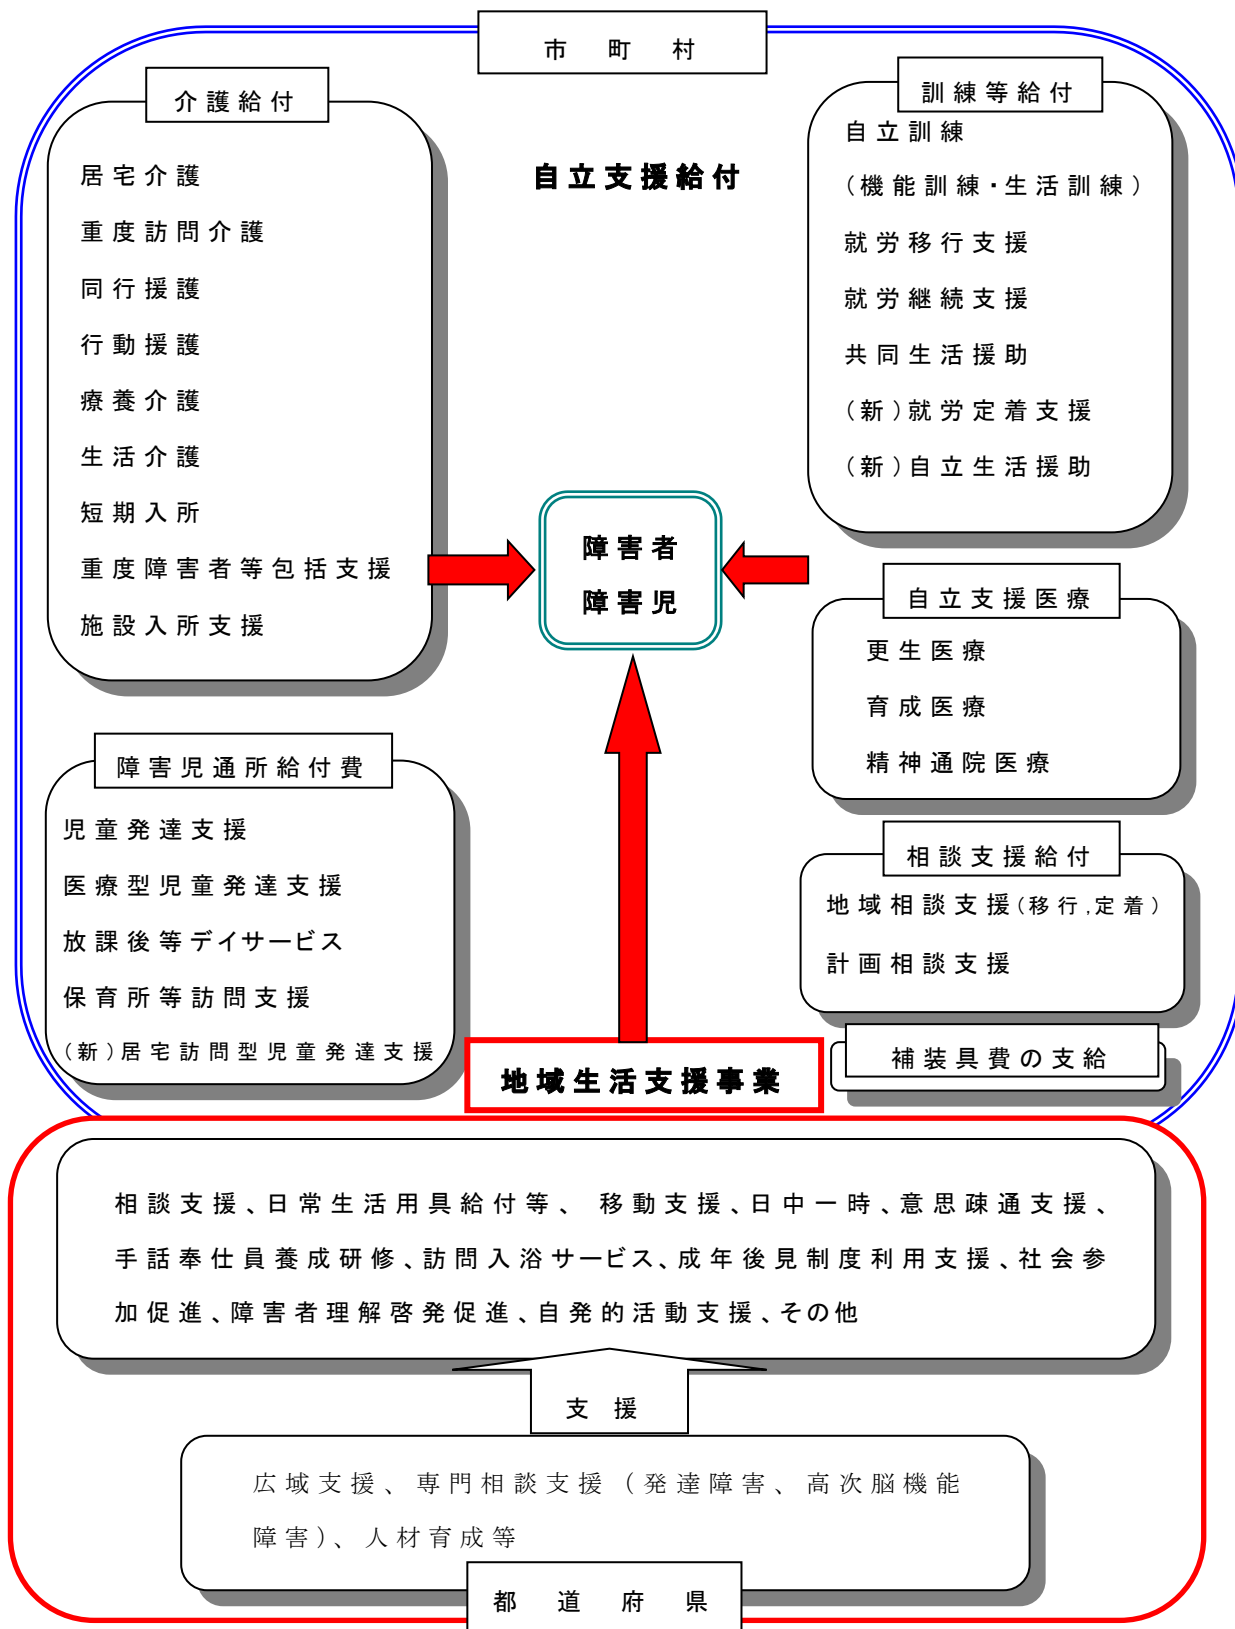 市町村
介護給付
居宅介護
重度訪問介護
同行援護
行動援護
療養介護
生活介護
短期入所
重度障害者等包括支援
施設入所支援
自立支援給付
訓練等給付
自立訓練
（機能訓練・生活訓練）
就労移行支援
就労継続支援
共同生活援助
（新）就労定着支援
（新）自立生活援助
障害者
障害児
自立支援医療
更生医療
育成医療
精神通院医療
障害児通所給付費
児童発達支援
医療型児童発達支援
放課後等デイサービス
保育所等訪問支援
（新）居宅訪問型児童発達支援
相談支援給付
地域相談支援（移行,定着）
計画相談支援
補装具費の支給
地域生活支援事業
相談支援、日常生活用具給付等、 移動支援、日中一時、意思疎通支援、
手話奉仕員養成研修、訪問入浴サービス、成年後見制度利用支援、社会参
加促進、障害者理解啓発促進、自発的活動支援、その他
支援
広域支援、専門相談支援（発達障害、高次脳機能
障害）、人材育成等
都道府県